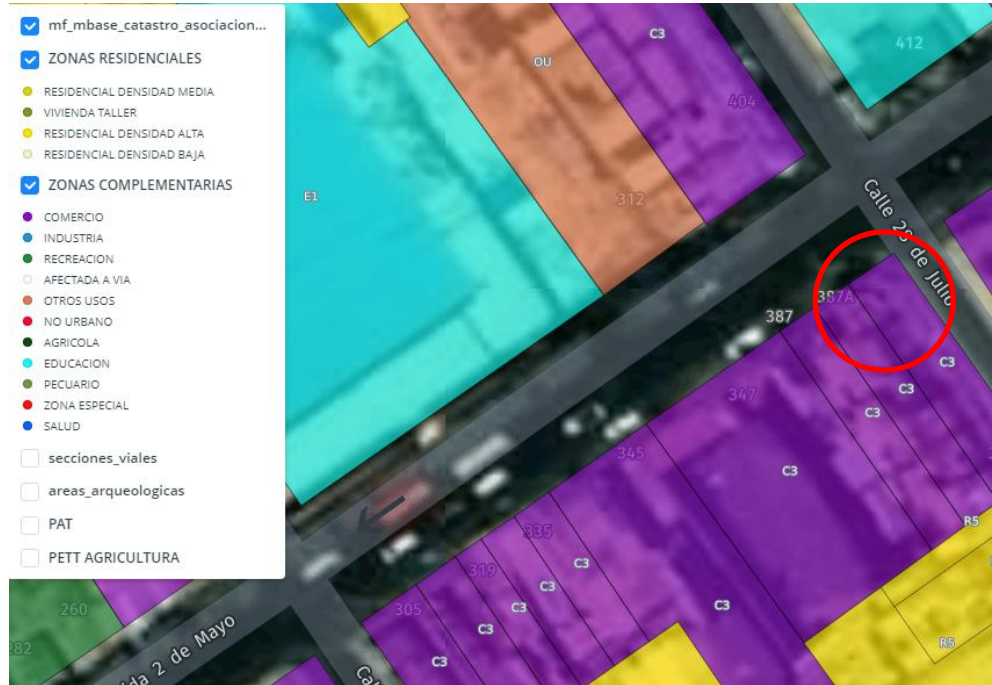 mf_mbase_catastro_asociacion...
ZONAS RESIDENCIALES
RESIDENCIAL DENSIDAD MEDIA
VIVIENDA TALLER
RESIDENCIAL DENSIDAD ALTA
RESIDENCIAL DENSIDAD BAJA
ZONAS COMPLEMENTARIAS
COMERCIO
INDUSTRIA
RECREACION
AFECTADA A VIA
OTROS USOS
NO URBANO
AGRICOLA
EDUCACION
PECUARIO
ZONA ESPECIAL
SALUD
secciones_viales
areas_arqueologicas
PAT
PETT AGRICULTURA
C3
412
OU
404
E1
312
Calle 28 de Julio
387A
387
C3
C3
347
C3
345
C3
R5
335
C3
319
C3
C3
305
C3
C3
R5
260
282
da 2 de Mayo